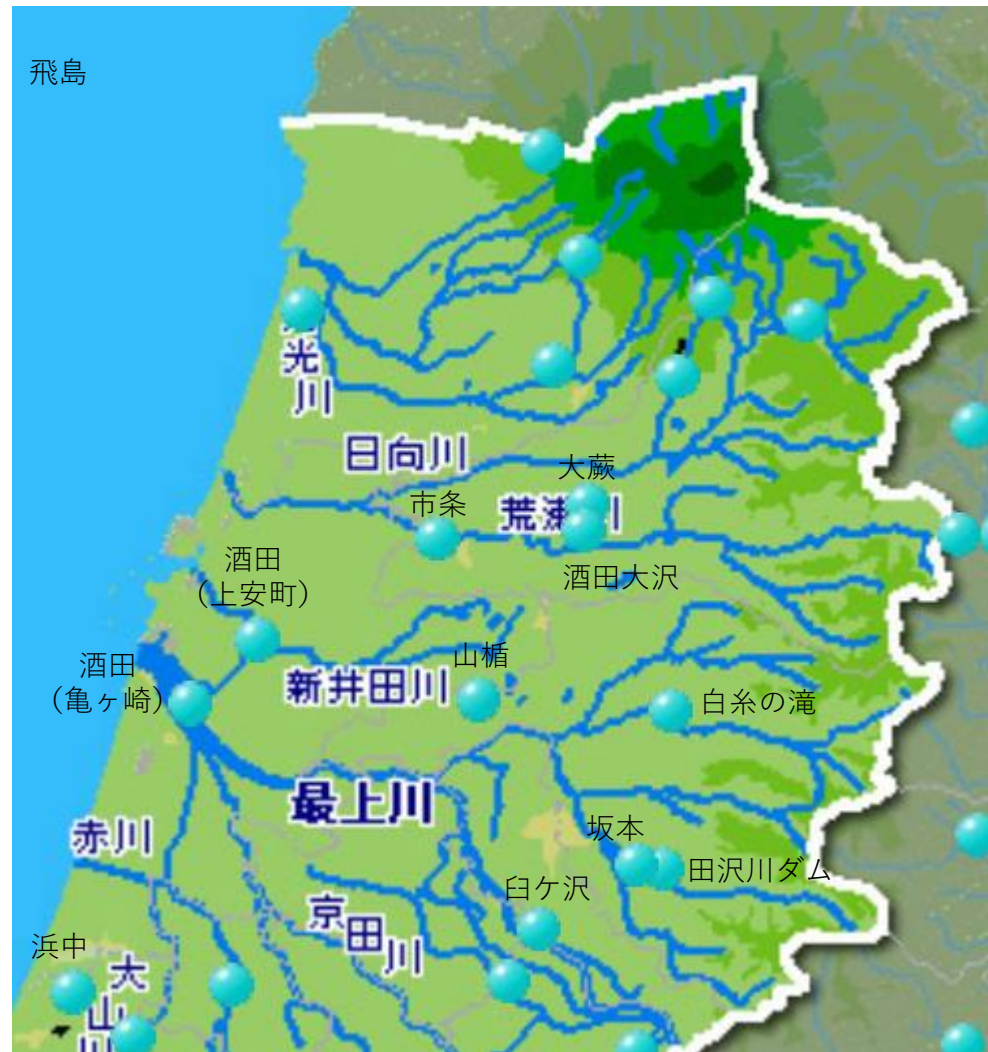 飛島
光川
日向川
大蕨
市条
荒瀬川
酒田
(上安町)
酒田大沢
酒田
(亀ヶ崎)
山楯
新井田川
白糸の滝
最上川
赤川
坂本
田沢川ダム
臼ケ沢
京田川
浜中
大山川